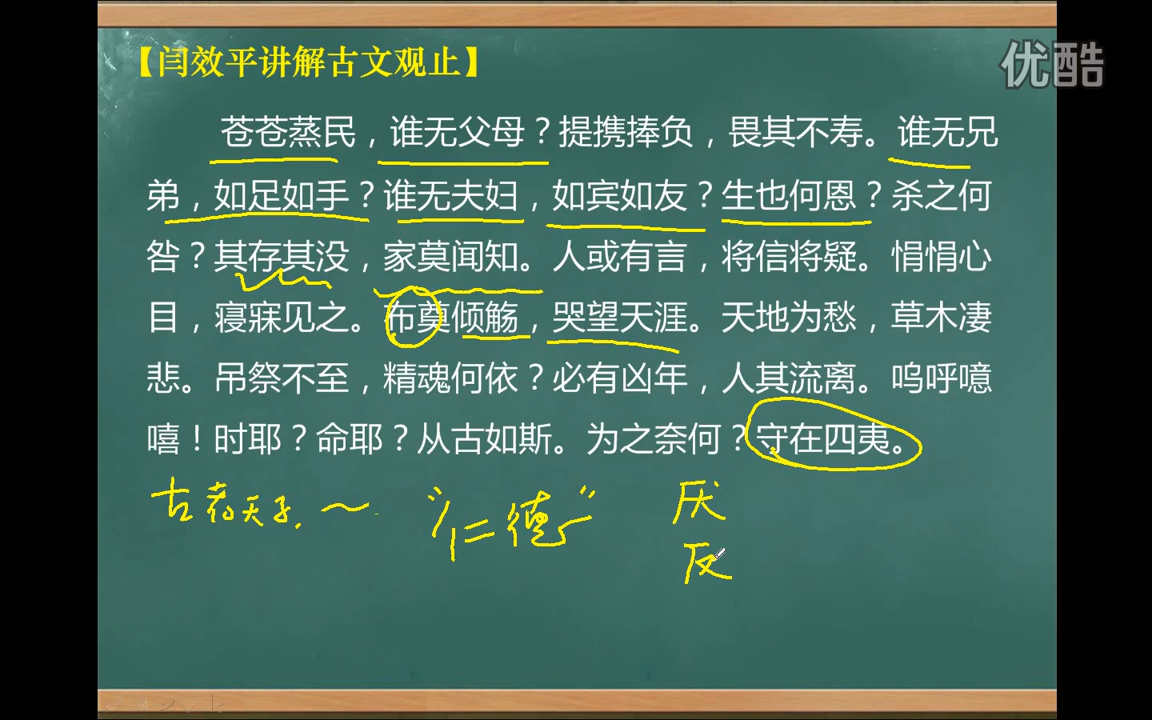 【闫效平讲解古文观止】
优酷
苍苍蒸民，谁无父母？提携捧负，畏其不寿。谁无兄
弟，如足如手？谁无夫妇，如宾如友？生也何恩？杀之何
咎？其存其没，家莫闻知。人或有言，将信将疑。悁悁心
目，寝寐见之。布奠倾觞，哭望天涯。天地为愁，草木凄
悲。吊祭不至，精魂何依？必有凶年，人其流离。呜呼噫
嘻！时耶？命耶？从古如斯。为之奈何？守在四夷。
古者天子，～ “仁德” 厌
反